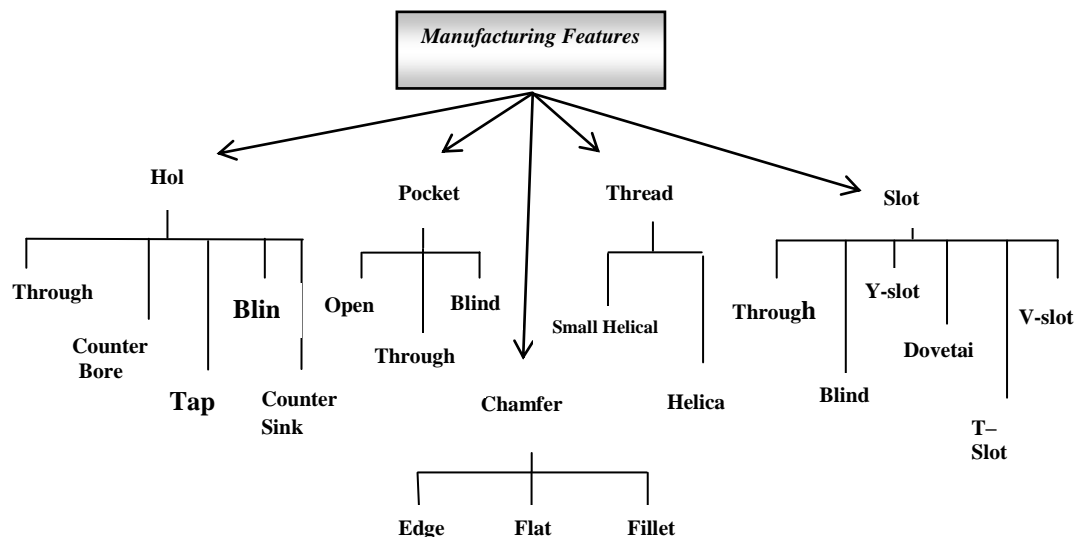 Manufacturing Features
Hol
Pocket
Thread
Slot
Through
Counter
Bore
Tap
Blin
Counter
Sink
Open
Through
Blind
Small Helical
Helica
Through
Blind
Y-slot
Dovetai
T–
Slot
V-slot
Chamfer
Edge
Flat
Fillet